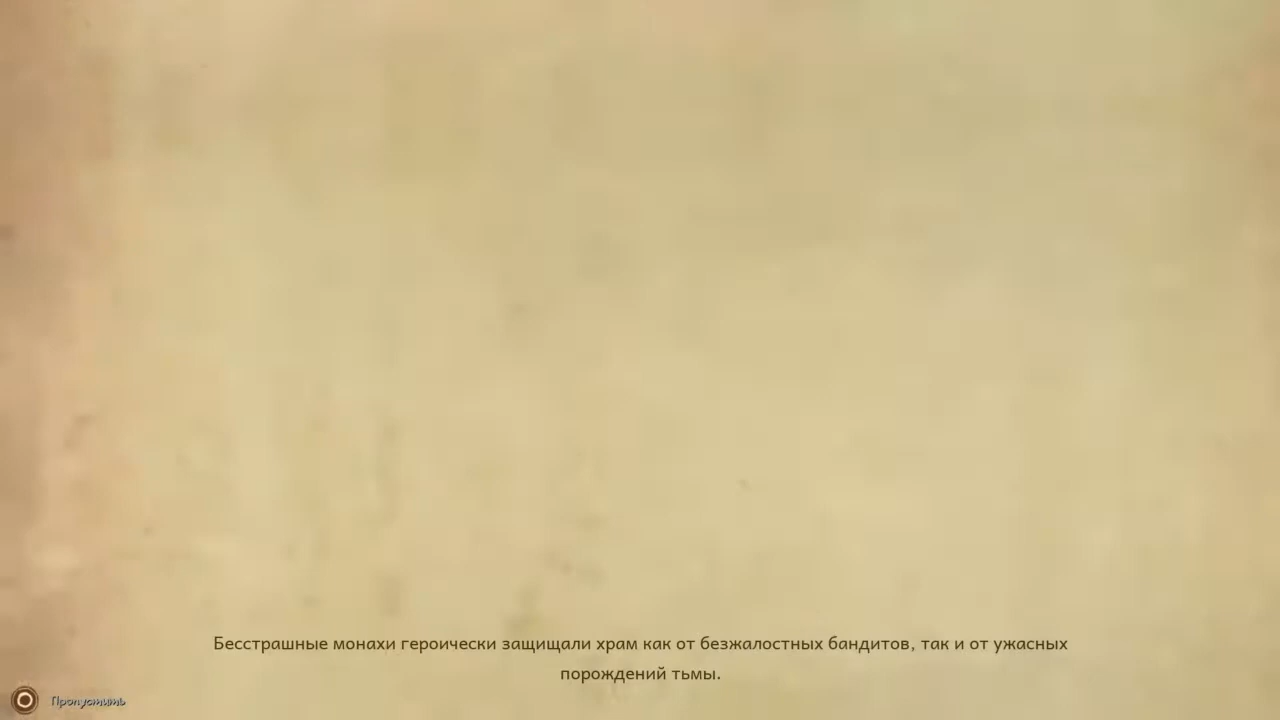 Бесстрашные монахи героически защищали храм как от безжалостных бандитов, так и от ужасных
порождений тьмы.
Пропустить